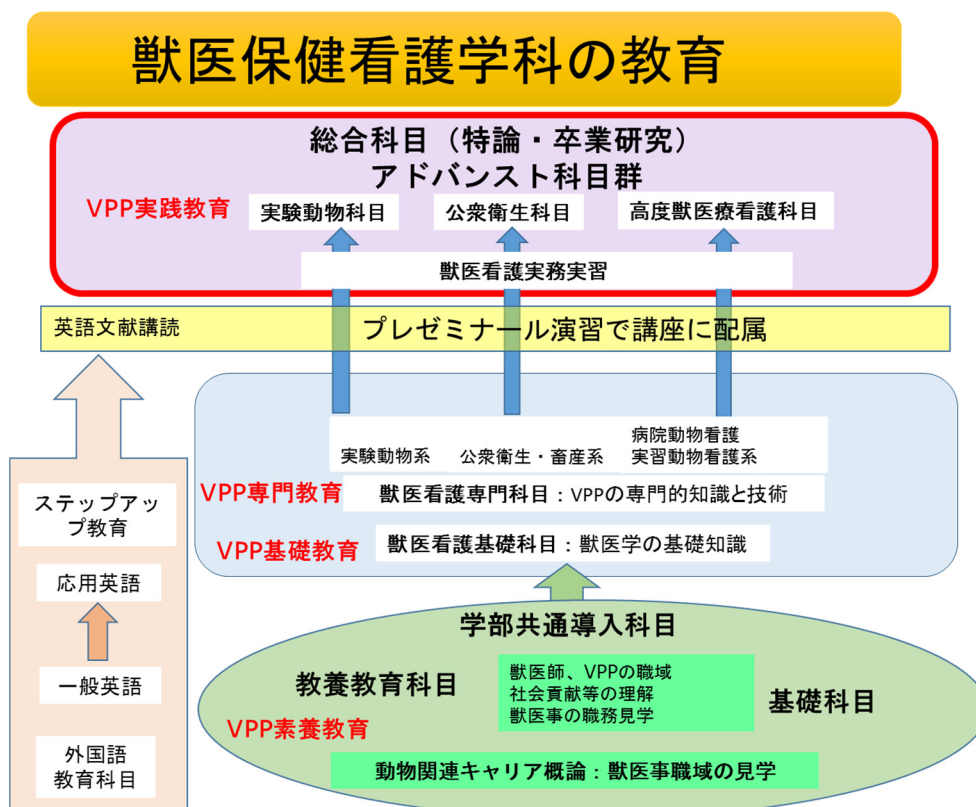 獣医保健看護学科の教育
総合科目（特論・卒業研究）
アドバンスト科目群
VPP実践教育
実験動物科目
公衆衛生科目
高度獣医療看護科目
獣医看護実務実習
英語文献講読
プレゼミナール演習で講座に配属
実験動物系
公衆衛生・畜産系
病院動物看護
実習動物看護系
VPP専門教育
獣医看護専門科目：VPPの専門的知識と技術
VPP基礎教育
獣医看護基礎科目：獣医学の基礎知識
ステップアッ
プ教育
応用英語
一般英語
外国語
教育科目
学部共通導入科目
教養教育科目
獣医師、VPPの職域
社会貢献等の理解
獣医事の職務見学
基礎科目
VPP素養教育
動物関連キャリア概論：獣医事職域の見学